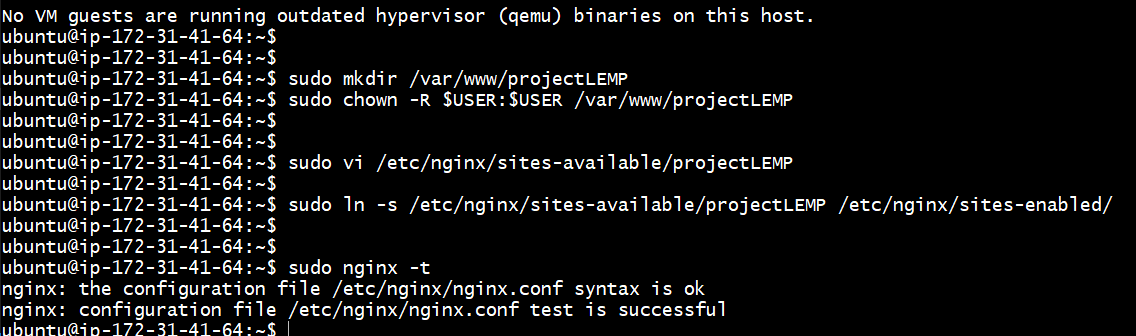 No VM guests are running outdated hypervisor (qemu) binaries on this host.
ubuntu@ip-172-31-41-64:~$
ubuntu@ip-172-31-41-64:~$
ubuntu@ip-172-31-41-64:~$ sudo mkdir /var/www/projectLEMP
ubuntu@ip-172-31-41-64:~$ sudo chown -R $USER:$USER /var/www/projectLEMP
ubuntu@ip-172-31-41-64:~$
ubuntu@ip-172-31-41-64:~$
ubuntu@ip-172-31-41-64:~$ sudo vi /etc/nginx/sites-available/projectLEMP
ubuntu@ip-172-31-41-64:~$
ubuntu@ip-172-31-41-64:~$ sudo ln -s /etc/nginx/sites-available/projectLEMP /etc/nginx/sites-enabled/
ubuntu@ip-172-31-41-64:~$
ubuntu@ip-172-31-41-64:~$
ubuntu@ip-172-31-41-64:~$ sudo nginx -t
nginx: the configuration file /etc/nginx/nginx.conf syntax is ok
nginx: configuration file /etc/nginx/nginx.conf test is successful
ubuntu@ip-172-31-41-64:~$